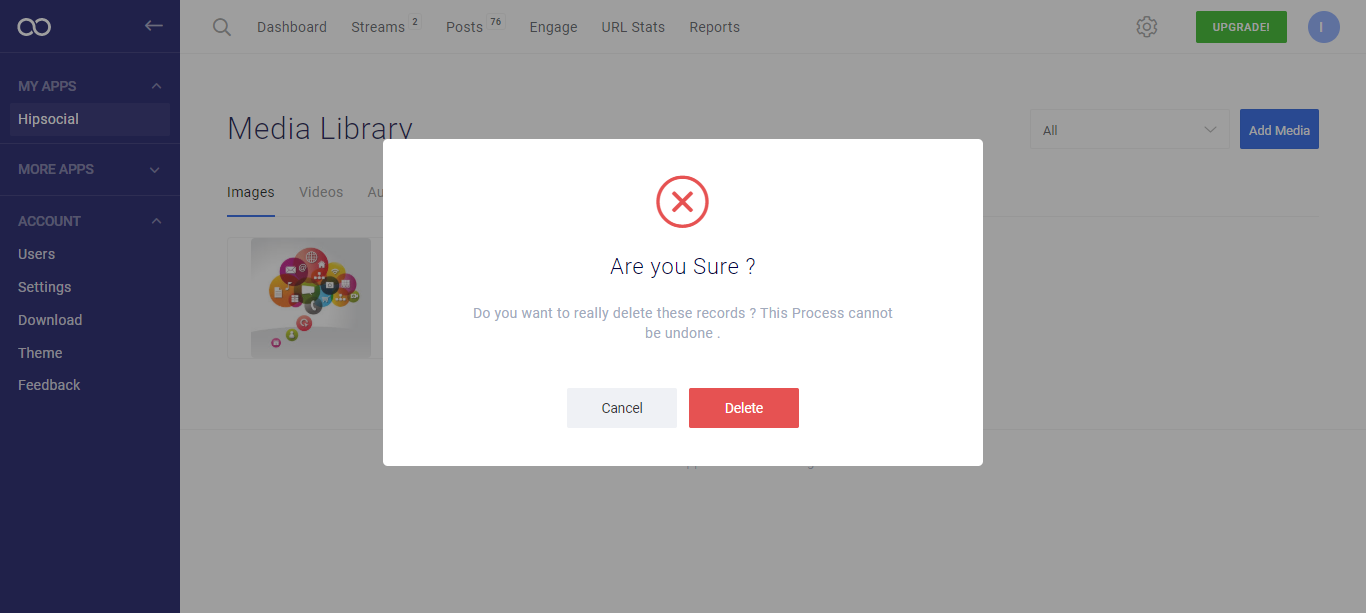 Dashboard Streams 2 Posts 76 Engage URL Stats Reports UPGRADE! I
MY APPS
Hipsocial
MORE APPS
ACCOUNT
Users
Settings
Download
Theme
Feedback
Media Library
All
Add Media
Images Videos Au
Are you Sure ?
Do you want to really delete these records ? This Process cannot
be undone .
Cancel Delete